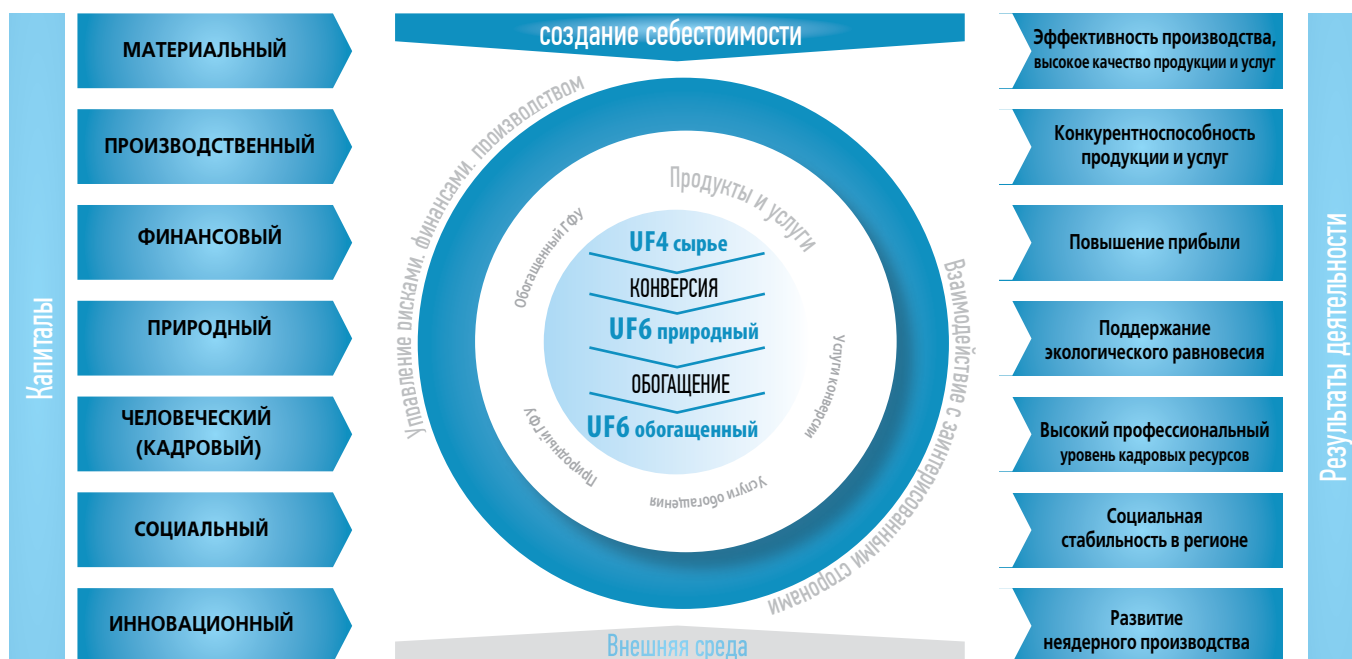 Капиталы
МАТЕРИАЛЬНЫЙ
ПРОИЗВОДСТВЕННЫЙ
ФИНАНСОВЫЙ
ПРИРОДНЫЙ
ЧЕЛОВЕЧЕСКИЙ
(КАДРОВЫЙ)
СОЦИАЛЬНЫЙ
ИННОВАЦИОННЫЙ
создание себестоимости
Управление рисками, финансами, производством
Взаимодействие с заинтерисованными сторонами
Продукты и услуги
Обогащенный ГФУ
Природный ГФУ
Услуги обогащения
Услуги конверсии
UF4 сырье
КОНВЕРСИЯ
UF6 природный
ОБОГАЩЕНИЕ
UF6 обогащенный
Внешняя среда
Эффективность производства,
высокое качество продукции и услуг
Конкурентноспособность
продукции и услуг
Повышение прибыли
Поддержание
экологического равновесия
Высокий профессиональный
уровень кадровых ресурсов
Социальная
стабильность в регионе
Развитие
неядерного производства
Результаты деятельности